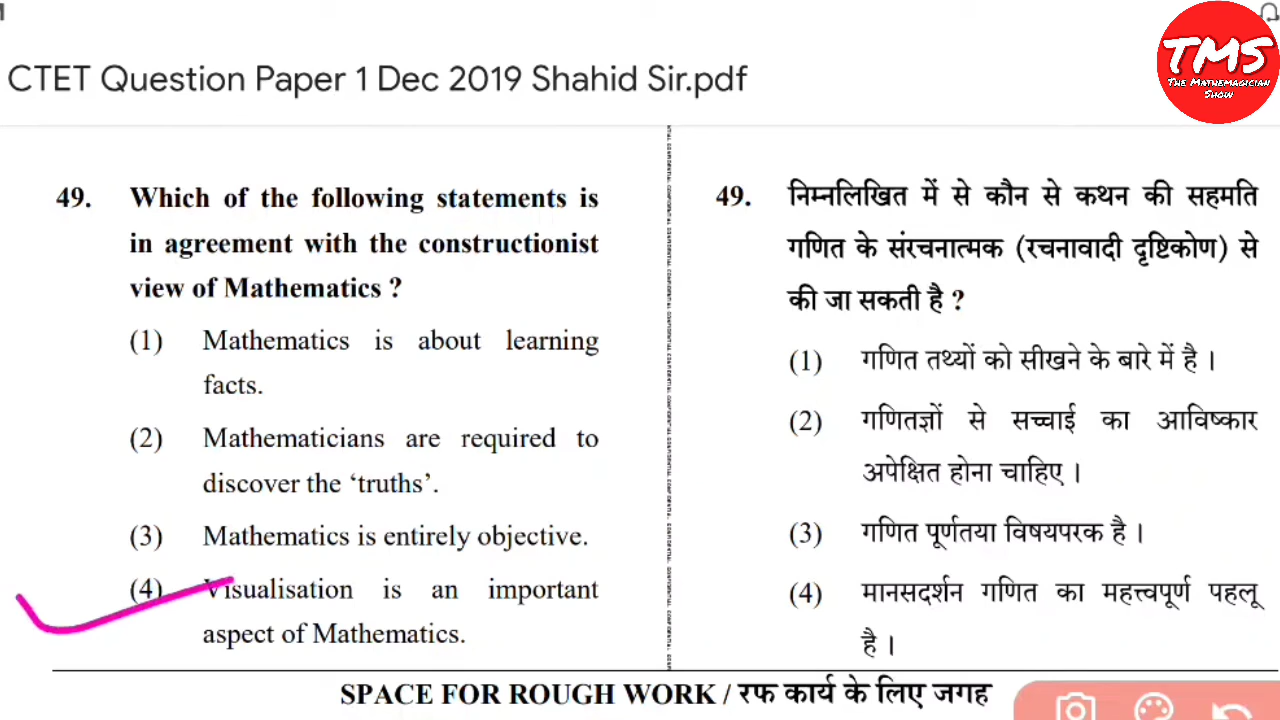 CTET Question Paper 1 Dec 2019 Shahid Sir.pdf
TMS
THE MATHEMAGICIAN
SHOW
49. Which of the following statements is
in agreement with the constructionist
view of Mathematics ?
(1) Mathematics is about learning
facts.
(2) Mathematicians are required to
discover the ‘truths’.
(3) Mathematics is entirely objective.
(4) Visualisation is an important
aspect of Mathematics.
49. निम्नलिखित में से कौन से कथन की सहमति
गणित के संरचनात्मक (रचनावादी दृष्टिकोण) से
की जा सकती है ?
(1) गणित तथ्यों को सीखने के बारे में है ।
(2) गणितज्ञों से सच्चाई का आविष्कार
अपेक्षित होना चाहिए ।
(3) गणित पूर्णतया विषयपरक है ।
(4) मानसदर्शन गणित का महत्त्वपूर्ण पहलू
है ।
SPACE FOR ROUGH WORK / रफ कार्य के लिए जगह